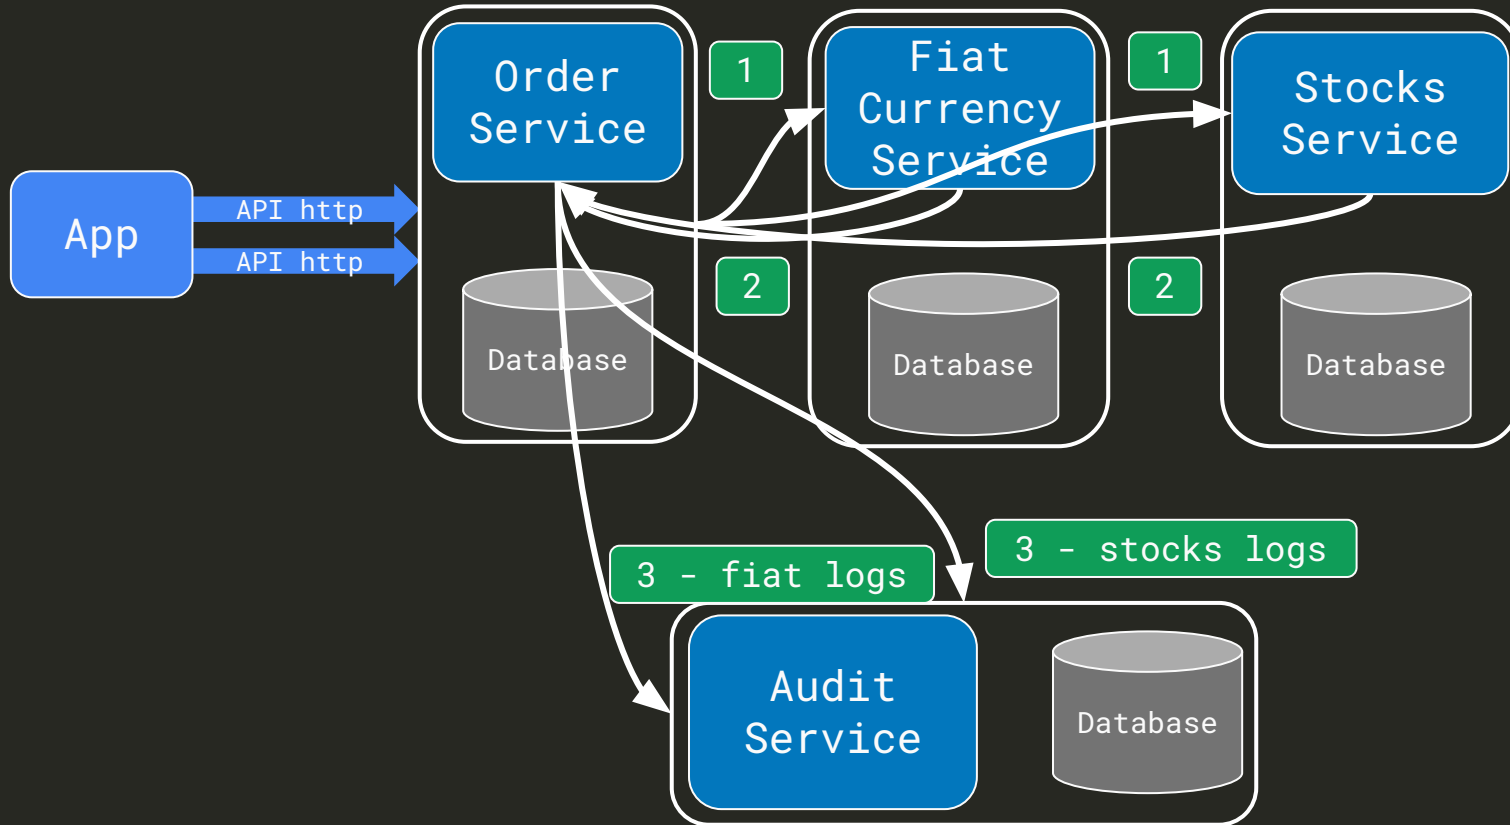 Order
Service
1
Fiat
Currency
Service
1
Stocks
Service
App
API http
API http
2
2
Database
Database
Database
3 - fiat logs
3 - stocks logs
Audit
Service
Database